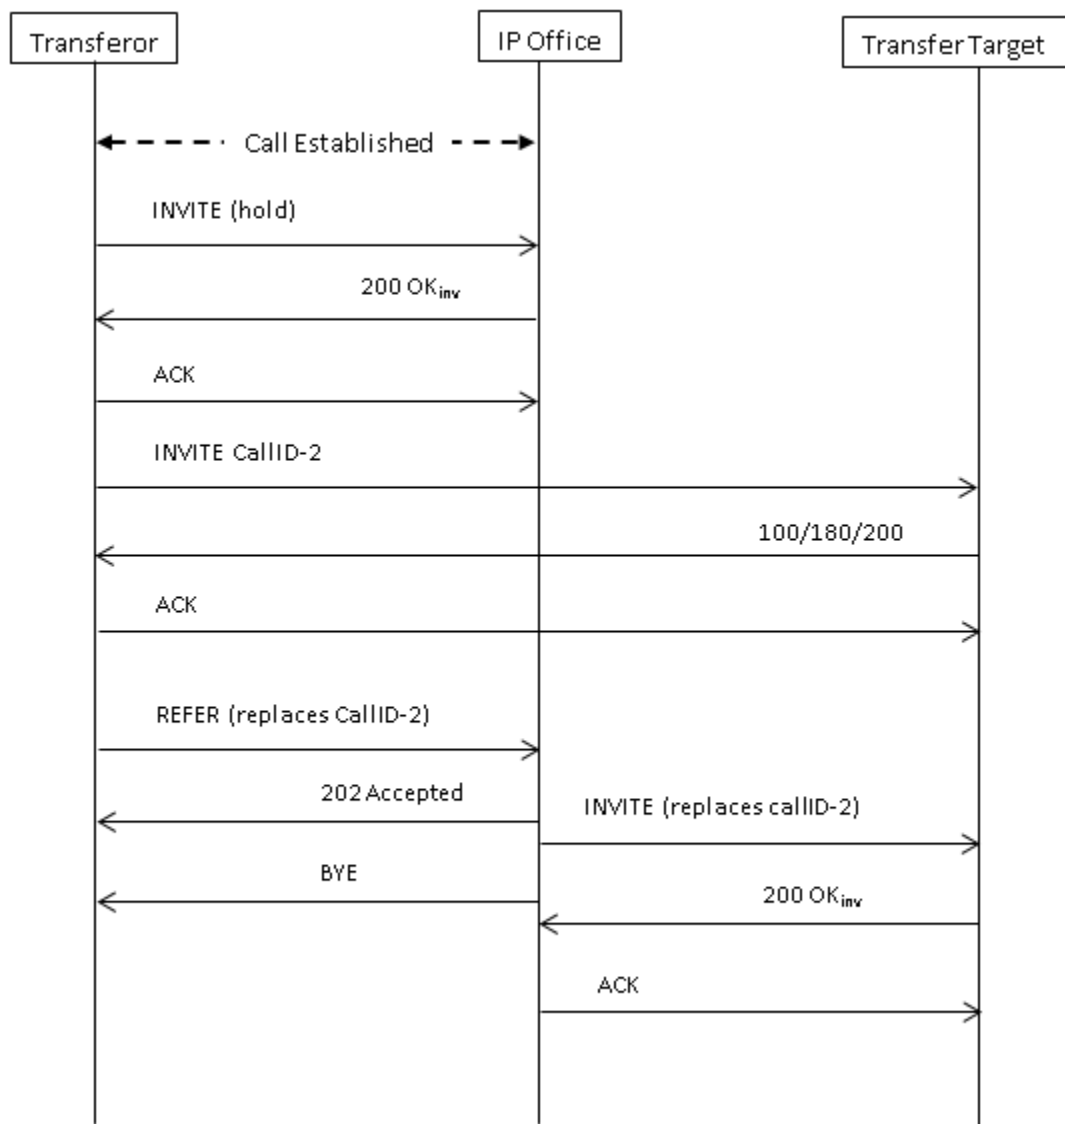 Transferor
IP Office
Transfer Target
Call Established
INVITE (hold)
200 OKinv
ACK
INVITE CallID-2
100/180/200
ACK
REFER (replaces CallID-2)
202 Accepted
INVITE (replaces callID-2)
BYE
200 OKinv
ACK